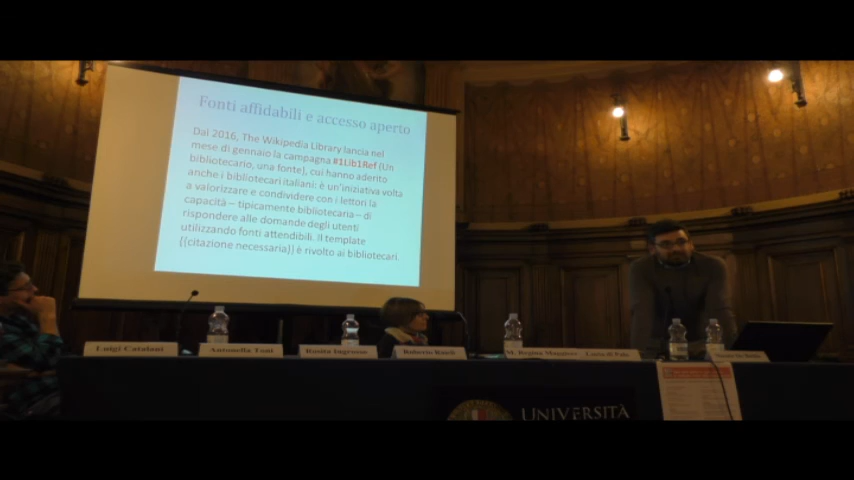 Fonti affidabili e accesso aperto
Dal 2016, The Wikipedia Library lancia nel
mese di gennaio la campagna #1Lib1Ref (Un
bibliotecario, una fonte), cui hanno aderito
anche i bibliotecari italiani: è un'iniziativa volta
a valorizzare e condividere con i lettori la
capacità – tipicamente bibliotecaria – di
rispondere alle domande degli utenti
utilizzando fonti attendibili. Il template
{{citazione necessaria}} è rivolto ai bibliotecari.
Luigi Catalani
Antonella Tont
Rosita Ingrosso
Roberto Raieli
M. Regina
UNIVERSITÀ